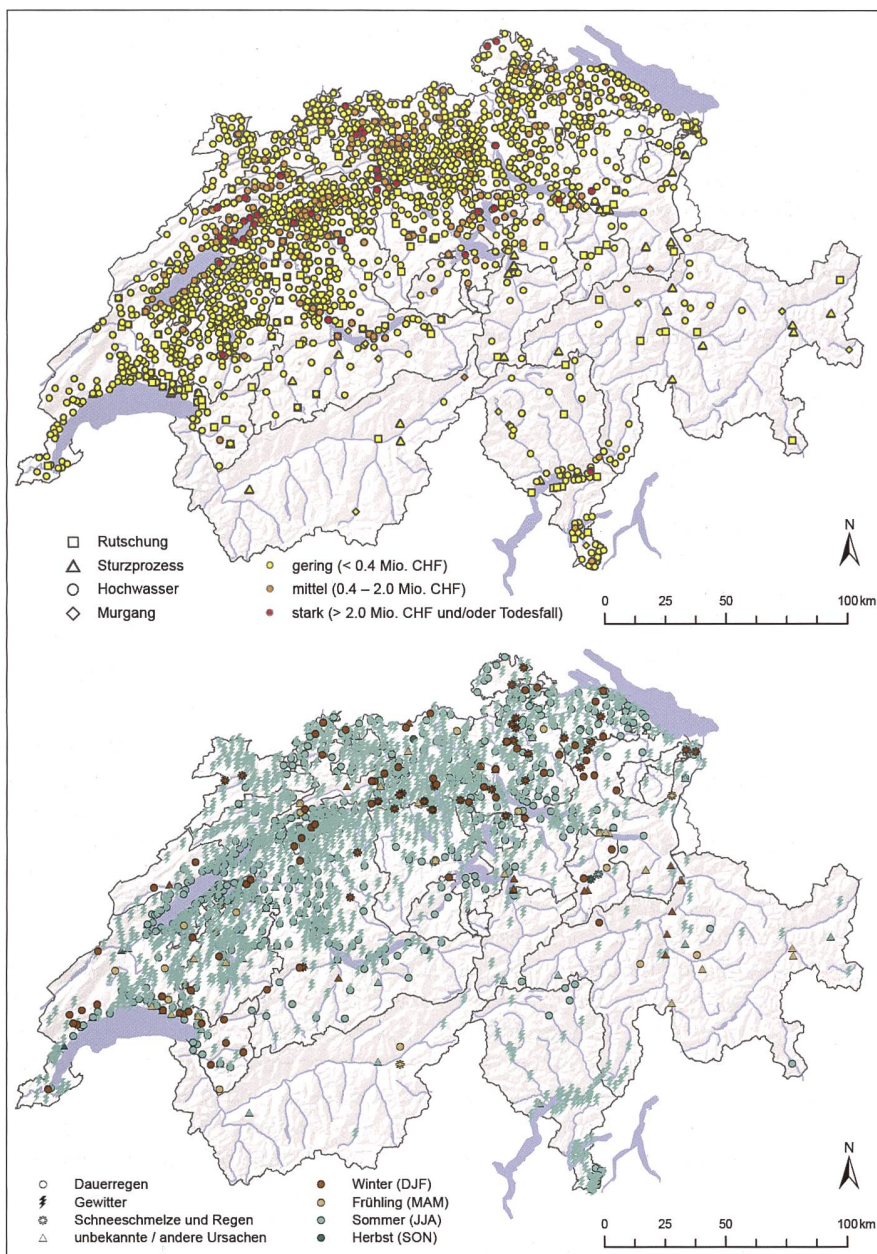 Rutschung
Sturzprozess
Hochwasser
Murgang
gering (< 0.4 Mio. CHF)
mittel (0.4 – 2.0 Mio. CHF)
stark (> 2.0 Mio. CHF und/oder Todesfall)
N
0 25 50 100 km
Dauerregen
Gewitter
Schneeschmelze und Regen
unbekannte / andere Ursachen
Winter (DJF)
Frühling (MAM)
Sommer (JJA)
Herbst (SON)
N
0 25 50 100 km